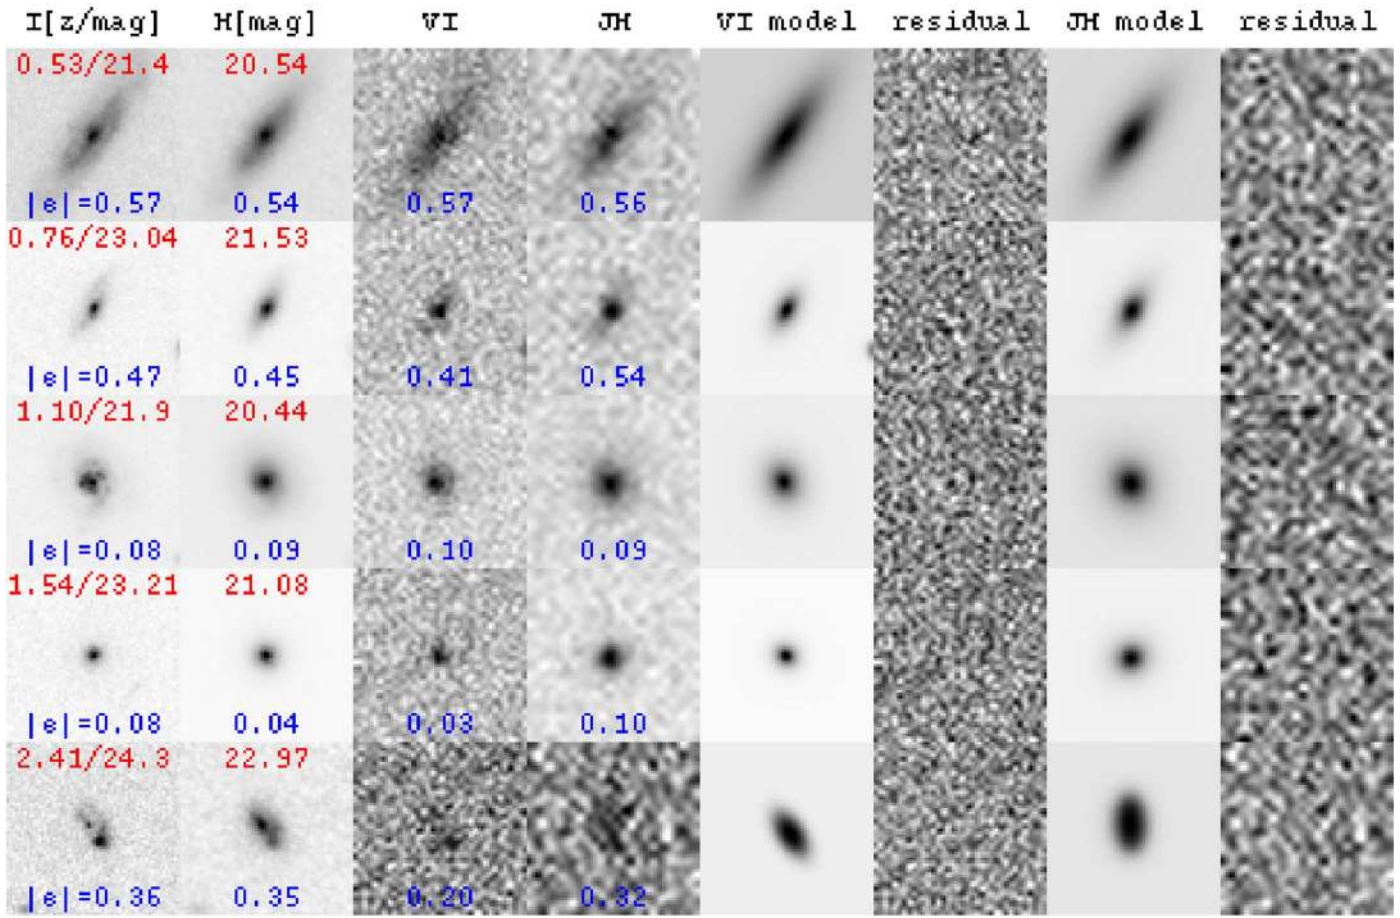 I[z/mag] H[mag] VI JH VI model residual JH model residual
0.53/21.4 20.54
|e|=0.57 0.54 0.57 0.56
0.76/23.04 21.53
|e|=0.47 0.45 0.41 0.54
1.10/21.9 20.44
|e|=0.08 0.09 0.10 0.09
1.54/23.21 21.08
|e|=0.08 0.04 0.03 0.10
2.41/24.3 22.97
|e|=0.36 0.35 0.20 0.32